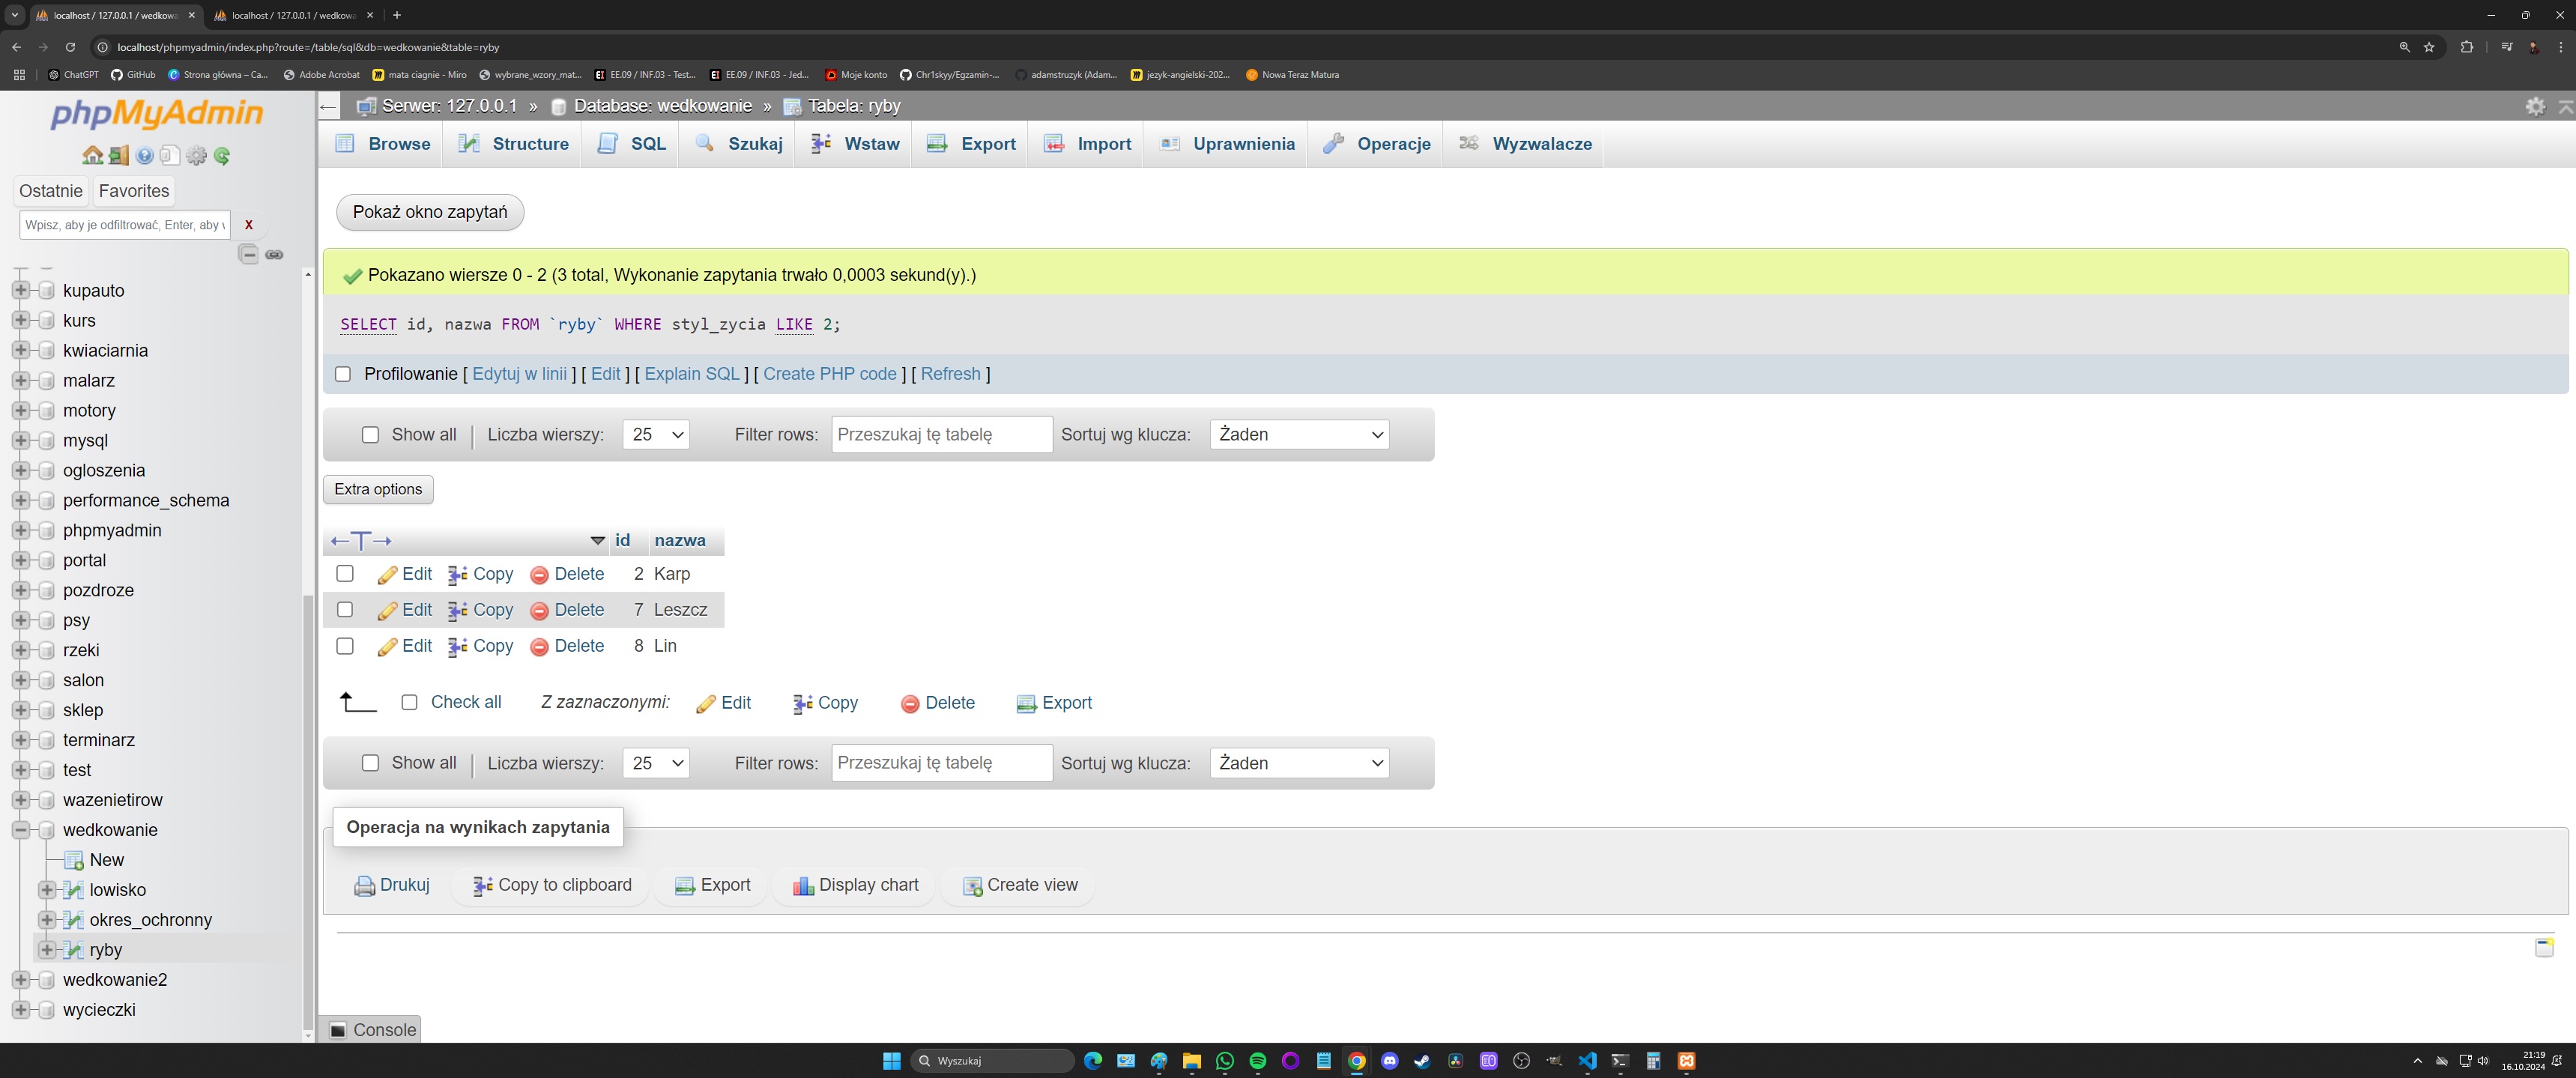 localhost / 127.0.0.1 / wedkowa
localhost / 127.0.0.1 / wedkowa
localhost/phpmyadmin/index.php?route=/table/sql&db=wedkowanie&table=ryby
ChatGPT
GitHub
Strona główna – Ca...
Adobe Acrobat
mata ciagnie - Miro
wybrane_wzory_mat...
EE.09 / INF.03 - Test...
EE.09 / INF.03 - Jed...
Moje konto
Chr1skyy/Egzamin-...
adamstruzyk (Adam...
jezyk-angielski-202...
Nowa Teraz Matura
phpMyAdmin
Ostatnie
Favorites
Wpisz, aby je odfiltrować, Enter, aby w
X
kupauto
kurs
kwiaciarnia
malarz
motory
mysql
ogloszenia
performance_schema
phpmyadmin
portal
pozdroze
psy
rzeki
salon
sklep
terminarz
test
wazenietirow
wedkowanie
New
lowisko
okres_ochronny
ryby
wedkowanie2
wycieczki
Serwer: 127.0.0.1 » Database: wedkowanie » Tabela: ryby
Browse
Structure
SQL
Szukaj
Wstaw
Export
Import
Uprawnienia
Operacje
Wyzwalacze
Pokaż okno zapytań
Pokazano wiersze 0 - 2 (3 total, Wykonanie zapytania trwało 0,0003 sekund(y).)
SELECT id, nazwa FROM `ryby` WHERE styl_zycia LIKE 2;
Profilowanie [ Edytuj w linii ] [ Edit ] [ Explain SQL ] [ Create PHP code ] [ Refresh ]
Show all | Liczba wierszy: 25 Filter rows: Przeszukaj tę tabelę Sortuj wg klucza: Żaden
Extra options
←T→ id nazwa
Edit Copy Delete 2 Karp
Edit Copy Delete 7 Leszcz
Edit Copy Delete 8 Lin
Check all Z zaznaczonymi: Edit Copy Delete Export
Show all | Liczba wierszy: 25 Filter rows: Przeszukaj tę tabelę Sortuj wg klucza: Żaden
Operacja na wynikach zapytania
Drukuj Copy to clipboard Export Display chart Create view
Console
Wyszukaj
21:19
16.10.2024